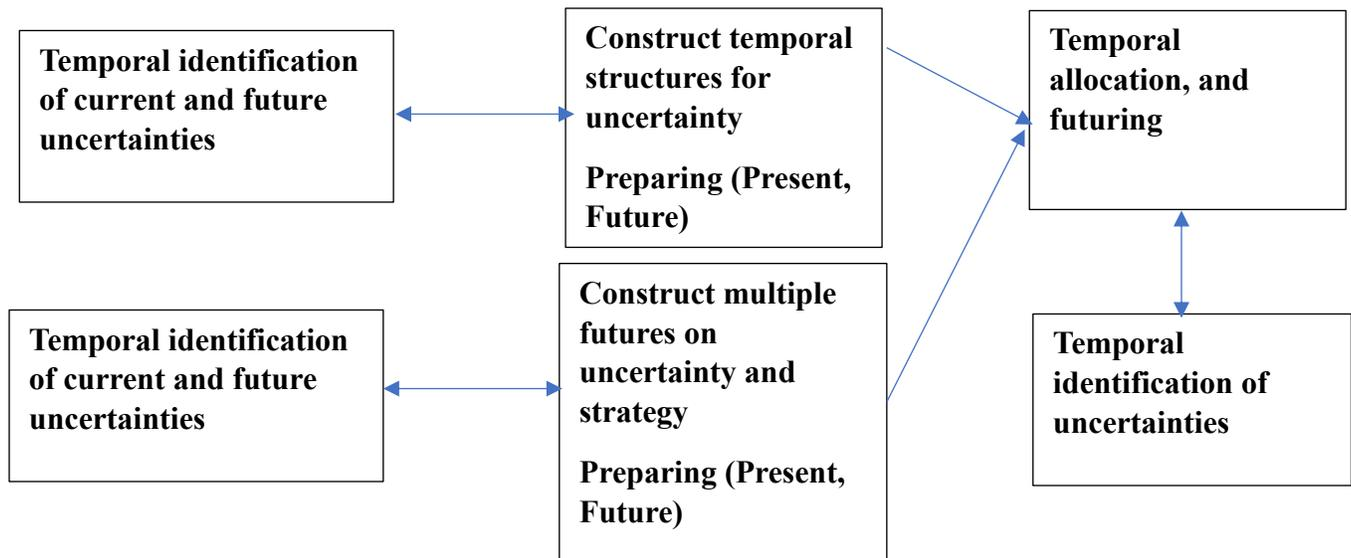 Temporal identification
of current and future
uncertainties
Construct temporal
structures for
uncertainty
Preparing (Present,
Future)
Temporal
allocation, and
futuring
Temporal identification
of current and future
uncertainties
Construct multiple
futures on
uncertainty and
strategy
Preparing (Present,
Future)
Temporal
identification of
uncertainties